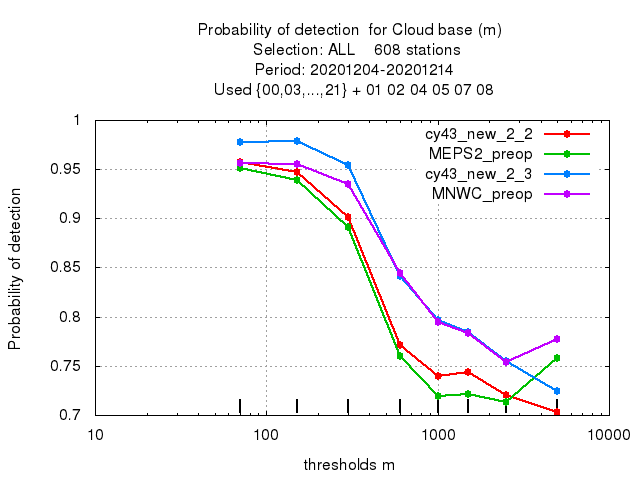 Probability of detection  for Cloud base (m)
Selection: ALL    608 stations
Period: 20201204-20201214
Used {00,03,...,21} + 01 02 04 05 07 08
cy43_new_2_2
MEPS2_preop
cy43_new_2_3
MNWC_preop
Probability of detection
1
0.95
0.9
0.85
0.8
0.75
0.7
10 100 1000 10000
thresholds m